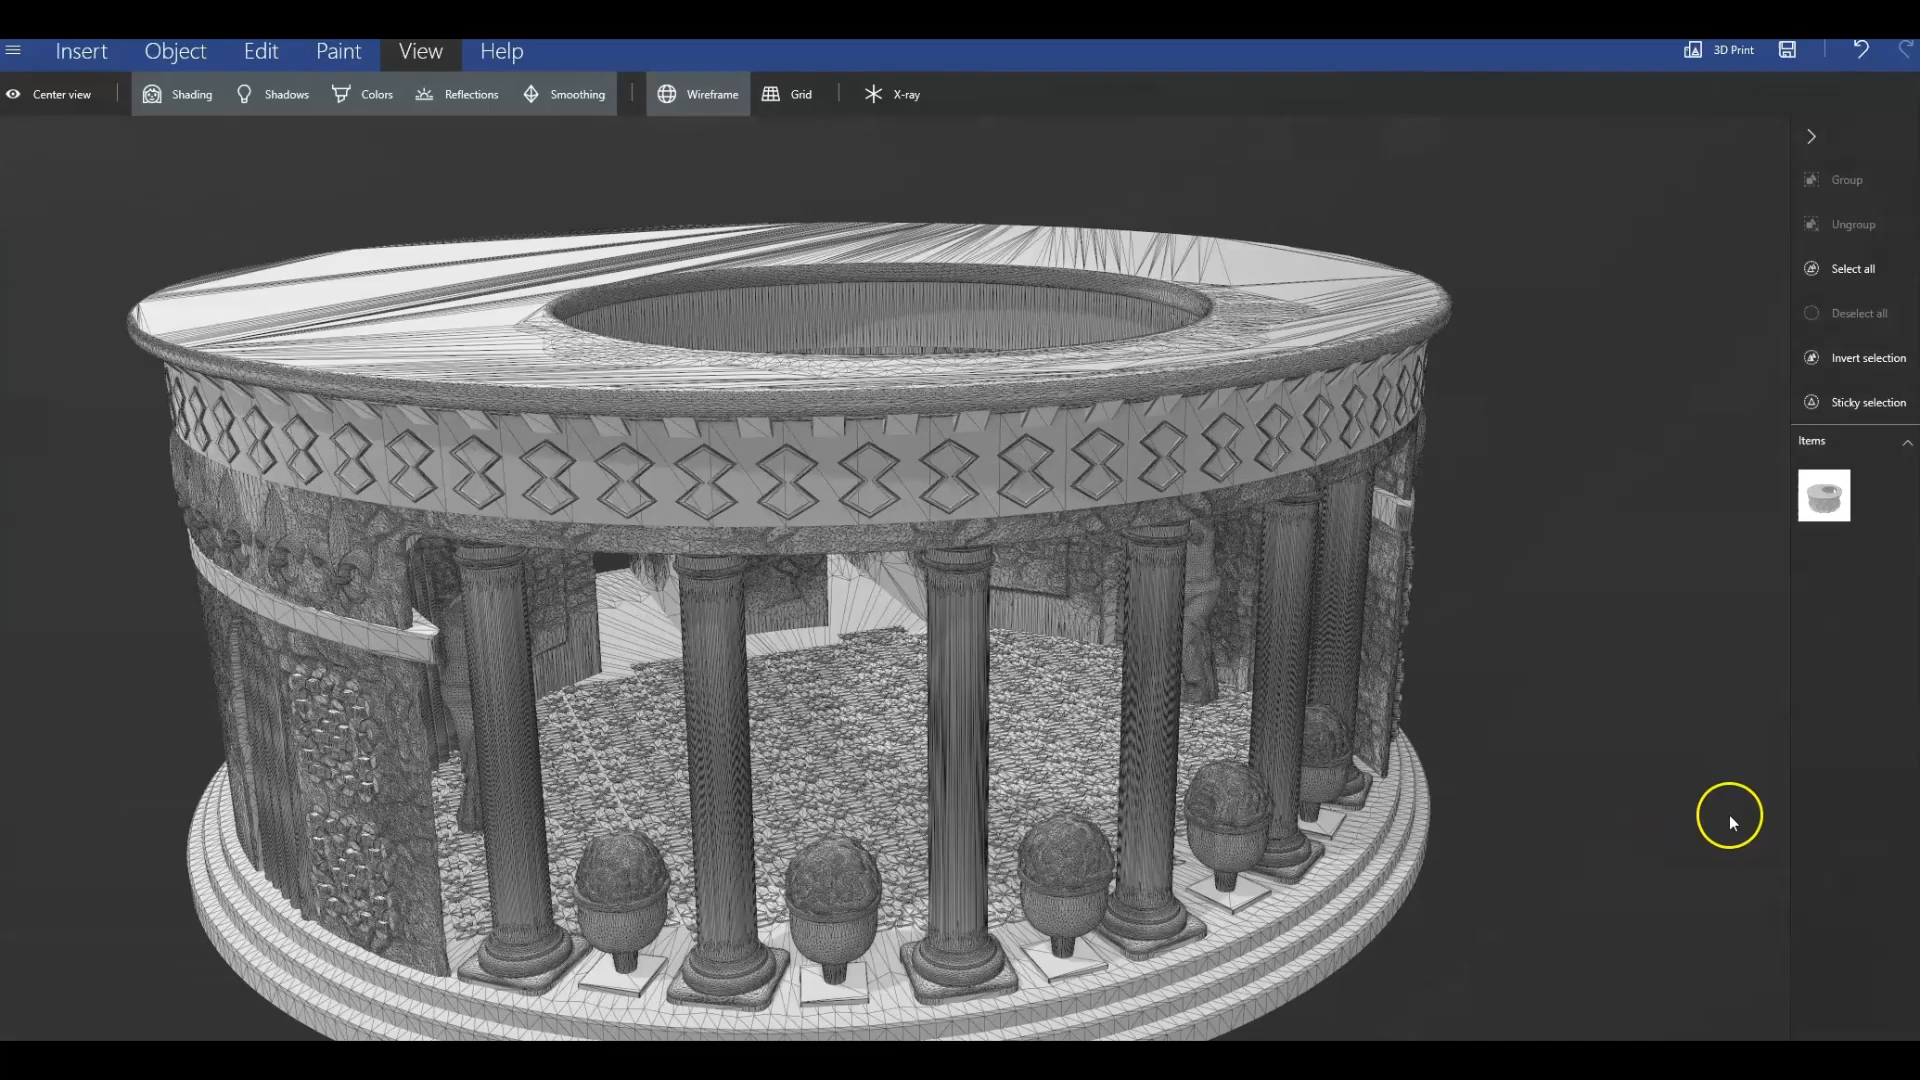 Insert Object Edit Paint View Help 3D Print
Center view Shading Shadows Colors Reflections Smoothing Wireframe Grid X-ray
Group
Ungroup
Select all
Deselect all
Invert selection
Sticky selection
Items